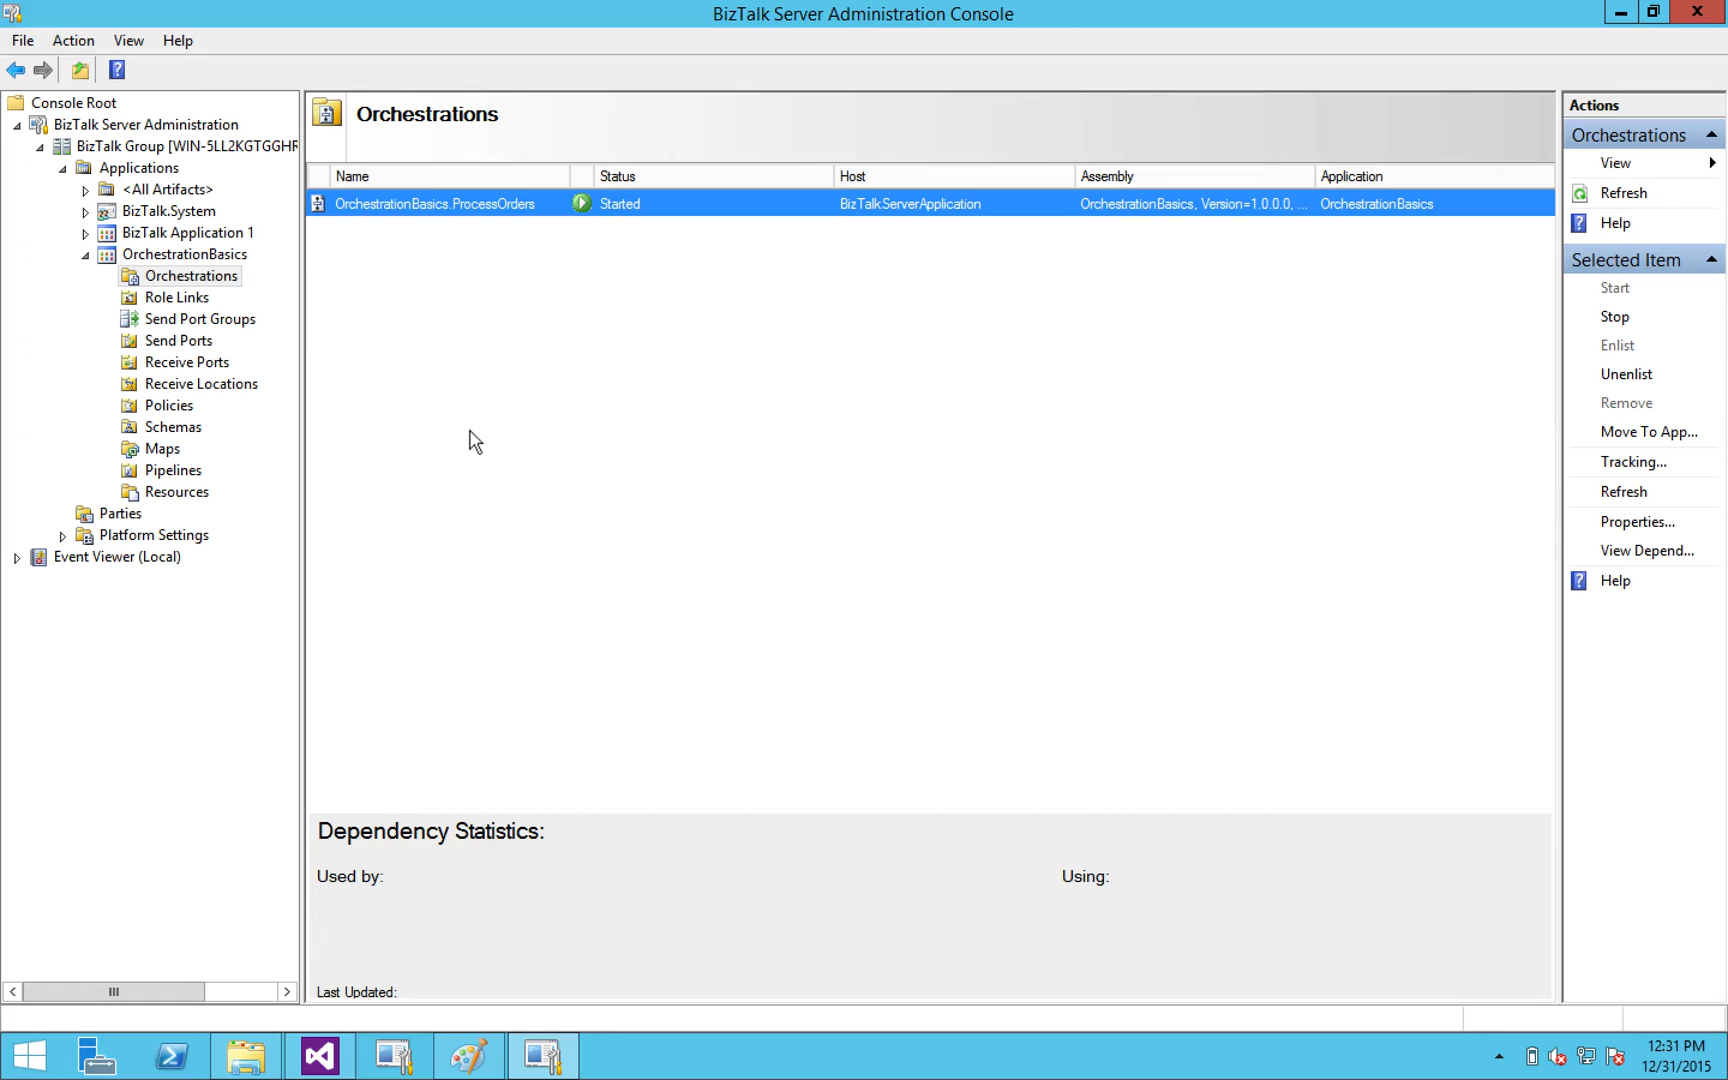 BizTalk Server Administration Console
File Action View Help
Console Root
BizTalk Server Administration
BizTalk Group [WIN-5LL2KGTGGHR
Applications
<All Artifacts>
BizTalk.System
BizTalk Application 1
OrchestrationBasics
Orchestrations
Role Links
Send Port Groups
Send Ports
Receive Ports
Receive Locations
Policies
Schemas
Maps
Pipelines
Resources
Parties
Platform Settings
Event Viewer (Local)
Orchestrations
Name Status Host Assembly Application
OrchestrationBasics.ProcessOrders Started BizTalkServerApplication OrchestrationBasics, Version=1.0.0.0, ... OrchestrationBasics
Dependency Statistics:
Used by: Using:
Last Updated:
Actions
Orchestrations
View
Refresh
Help
Selected Item
Start
Stop
Enlist
Unenlist
Remove
Move To App...
Tracking...
Refresh
Properties...
View Depend...
Help
12:31 PM
12/31/2015